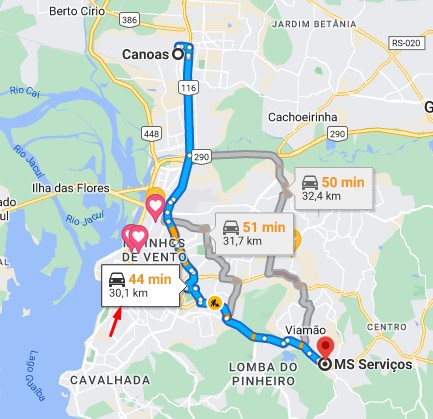 Berto Círio
386
JARDIM BETÂNIA
Canoas
RS-020
116
Rio Caí
Cachoeirinha
448
290
290
Rio Jacuí
Ilha das Flores
50 min
32,4 km
Rio Jacuí
51 min
31,7 km
DE VENTO
44 min
30,1 km
Viamão
CENTRO
MS Serviços
LOMBA DO
PINHEIRO
CAVALHADA
Lago
Guaíba